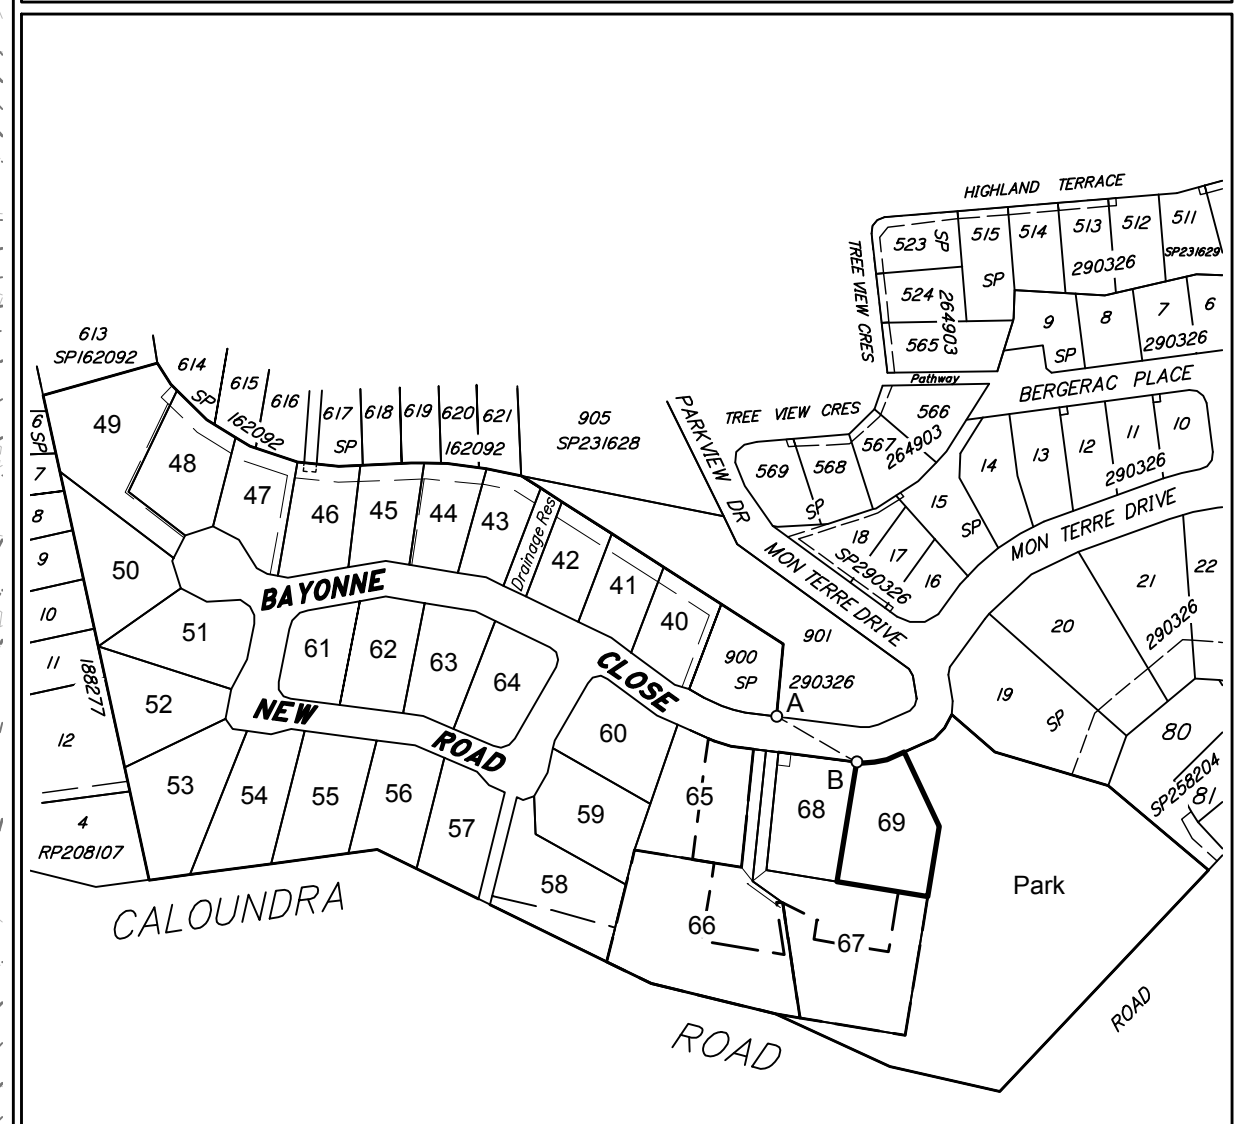 HIGHLAND TERRACE
523
SP
515
514
513
512
511
SP231629
SP
290326
TREE VIEW CRES
524
264903
565
9
8
7
6
SP
290326
Pathway
BERGERAC PLACE
613
SP162092
614
SP
615
616
162092
617
SP
618
619
620
621
162092
905
SP231628
PARKVIEW DR
TREE VIEW CRES
566
567
264903
569
568
SP
14
13
12
11
10
290326
15
SP
MON TERRE DRIVE
18
17
16
SP290326
MON TERRE DRIVE
6
SP
7
8
9
10
11
188277
12
4
RP208107
49
48
47
46
45
44
43
Drainage Res
42
41
40
50
51
52
53
54
55
56
57
58
59
60
61
62
63
64
BAYONNE
CLOSE
NEW
ROAD
900
SP
901
290326
A
B
65
66
67
68
69
19
20
21
22
SP
290326
80
SP258204
81
Park
CALOUNDRA
ROAD
ROAD